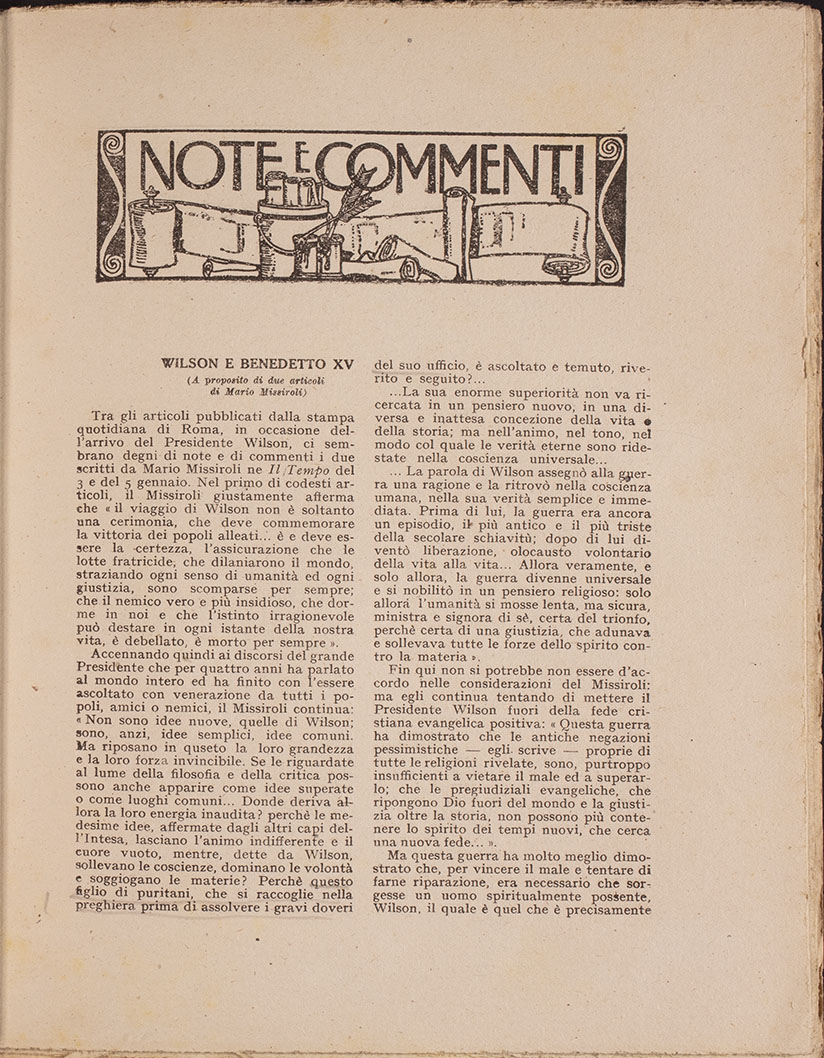 NOTE E COMMENTI
WILSON E BENEDETTO XV
(A proposito di due articoli
di Mario Missiroli)
Tra gli articoli pubblicati dalla stampa
quotidiana di Roma, in occasione del-
l'arrivo del Presidente Wilson, ci sem-
brano degni di note e di commenti i due
scritti da Mario Missiroli ne Il Tempo del
3 e del 5 gennaio. Nel primo di codesti ar-
ticoli, il Missiroli giustamente afferma
che « il viaggio di Wilson non è soltanto
una cerimonia, che deve commemorare
la vittoria dei popoli alleati... è e deve es-
sere la certezza, l'assicurazione che le
lotte fratricide, che dilaniarono il mondo,
straziando ogni senso di umanità ed ogni
giustizia, sono scomparse per sempre;
che il nemico vero e più insidioso, che dor-
me in noi e che l'istinto irragionevole
può destare in ogni istante della nostra
vita, è debellato, è morto per sempre ».
Accennando quindi ai discorsi del grande
Presidente che per quattro anni ha parlato
al mondo intero ed ha finito con l'essere
ascoltato con venerazione da tutti i po-
poli, amici o nemici, il Missiroli continua:
« Non sono idee nuove, quelle di Wilson;
sono, anzi, idee semplici, idee comuni.
Ma riposano in quseto la loro grandezza
e la loro forza invincibile. Se le riguardate
al lume della filosofia e della critica pos-
sono anche apparire come idee superate
o come luoghi comuni... Donde deriva al-
lora la loro energia inaudita? perchè le me-
desime idee, affermate dagli altri capi del-
l'Intesa, lasciano l'animo indifferente e il
cuore vuoto, mentre, dette da Wilson,
sollevano le coscienze, dominano le volontà
e soggiogano le materie? Perchè questo
figlio di puritani, che si raccoglie nella
preghiera prima di assolvere i gravi doveri
del suo ufficio, è ascoltato e temuto, rive-
rito e seguito?...
...La sua enorme superiorità non va ri-
cercata in un pensiero nuovo, in una di-
versa e inattesa concezione della vita e
della storia; ma nell'animo, nel tono, nel
modo col quale le verità eterne sono ride-
state nella coscienza universale...
... La parola di Wilson assegnò alla guer-
ra una ragione e la ritrovò nella coscienza
umana, nella sua verità semplice e imme-
diata. Prima di lui, la guerra era ancora
un episodio, il più antico e il più triste
della secolare schiavitù; dopo di lui di-
ventò liberazione, olocausto volontario
della vita alla vita... Allora veramente, e
solo allora, la guerra divenne universale
e si nobilitò in un pensiero religioso: solo
allora l'umanità si mosse lenta, ma sicura,
ministra e signora di sè, certa del trionfo,
perchè certa di una giustizia, che adunava
e sollevava tutte le forze dello spirito con-
tro la materia ».
Fin qui non si potrebbe non essere d'ac-
cordo nelle considerazioni del Missiroli:
ma egli continua tentando di mettere il
Presidente Wilson fuori della fede cri-
stiana evangelica positiva: « Questa guerra
ha dimostrato che le antiche negazioni
pessimistiche — egli scrive — proprie di
tutte le religioni rivelate, sono, purtroppo
insufficienti a vietare il male ed a superar-
lo; che le pregiudiziali evangeliche, che
ripongono Dio fuori del mondo e la giusti-
zia oltre la storia, non possono più conte-
nere lo spirito dei tempi nuovi, che cerca
una nuova fede... ».
Ma questa guerra ha molto meglio dimo-
strato che, per vincere il male e tentare di
farne riparazione, era necessario che sor-
gesse un uomo spiritualmente possente,
Wilson, il quale è quel che è precisamente